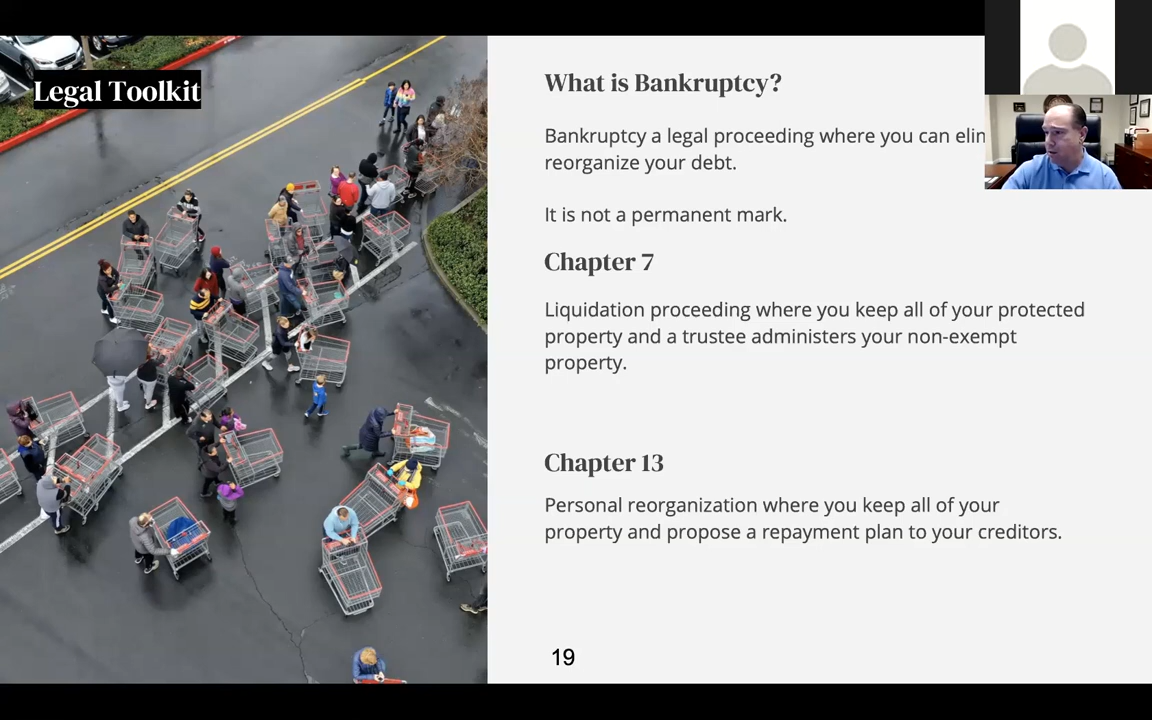 Legal Toolkit
What is Bankruptcy?
Bankruptcy a legal proceeding where you can
reorganize your debt.
It is not a permanent mark.
Chapter 7
Liquidation proceeding where you keep all of your protected
property and a trustee administers your non-exempt
property.
Chapter 13
Personal reorganization where you keep all of your
property and propose a repayment plan to your creditors.
19